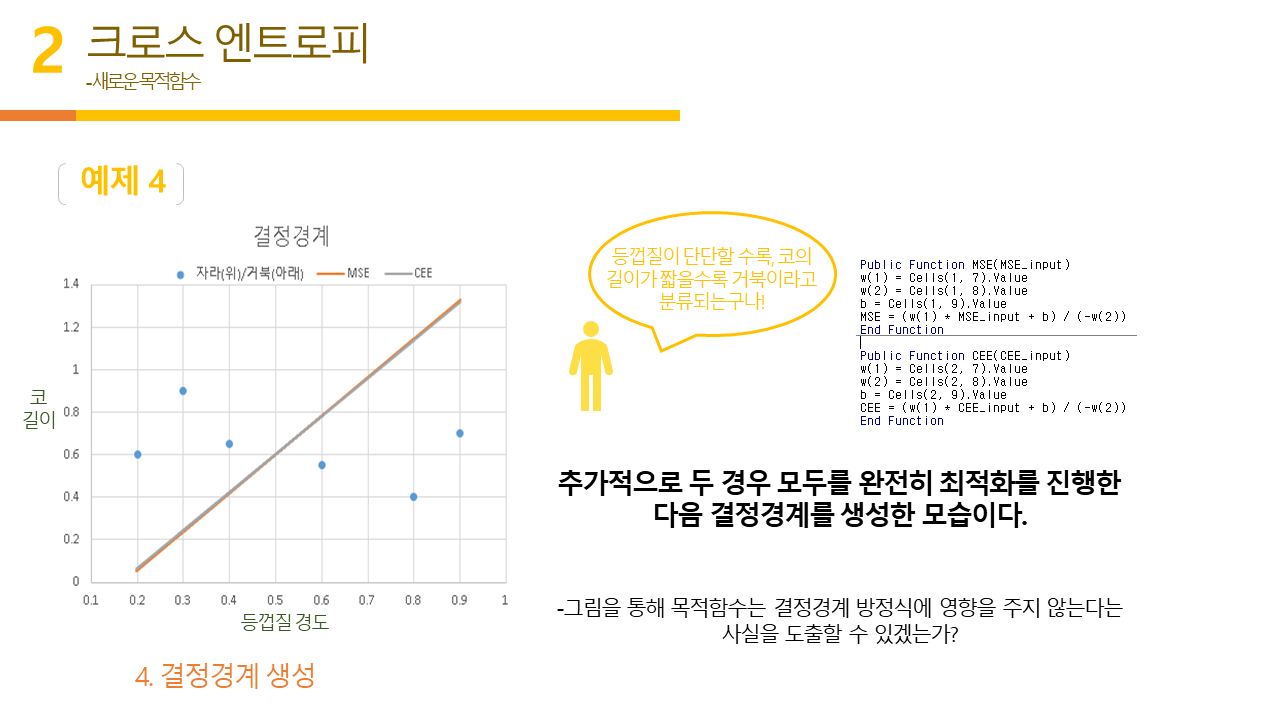 2
크로스 엔트로피
-새로운 목적함수
예제 4
결정경계
자라(위)/거북(아래) MSE CEE
1.4
1.2
1
0.8
0.6
0.4
0.2
0
0.1 0.2 0.3 0.4 0.5 0.6 0.7 0.8 0.9 1
코
길이
등껍질 경도
4. 결정경계 생성
등껍질이 단단할 수록, 코의
길이가 짧을수록 거북이라고
분류되는구나!
Public Function MSE(MSE_input)
w(1) = Cells(1, 7).Value
w(2) = Cells(1, 8).Value
b = Cells(1, 9).Value
MSE = (w(1) * MSE_input + b) / (-w(2))
End Function
Public Function CEE(CEE_input)
w(1) = Cells(2, 7).Value
w(2) = Cells(2, 8).Value
b = Cells(2, 9).Value
CEE = (w(1) * CEE_input + b) / (-w(2))
End Function
추가적으로 두 경우 모두를 완전히 최적화를 진행한
다음 결정경계를 생성한 모습이다.
-그림을 통해 목적함수는 결정경계 방정식에 영향을 주지 않는다는
사실을 도출할 수 있겠는가?